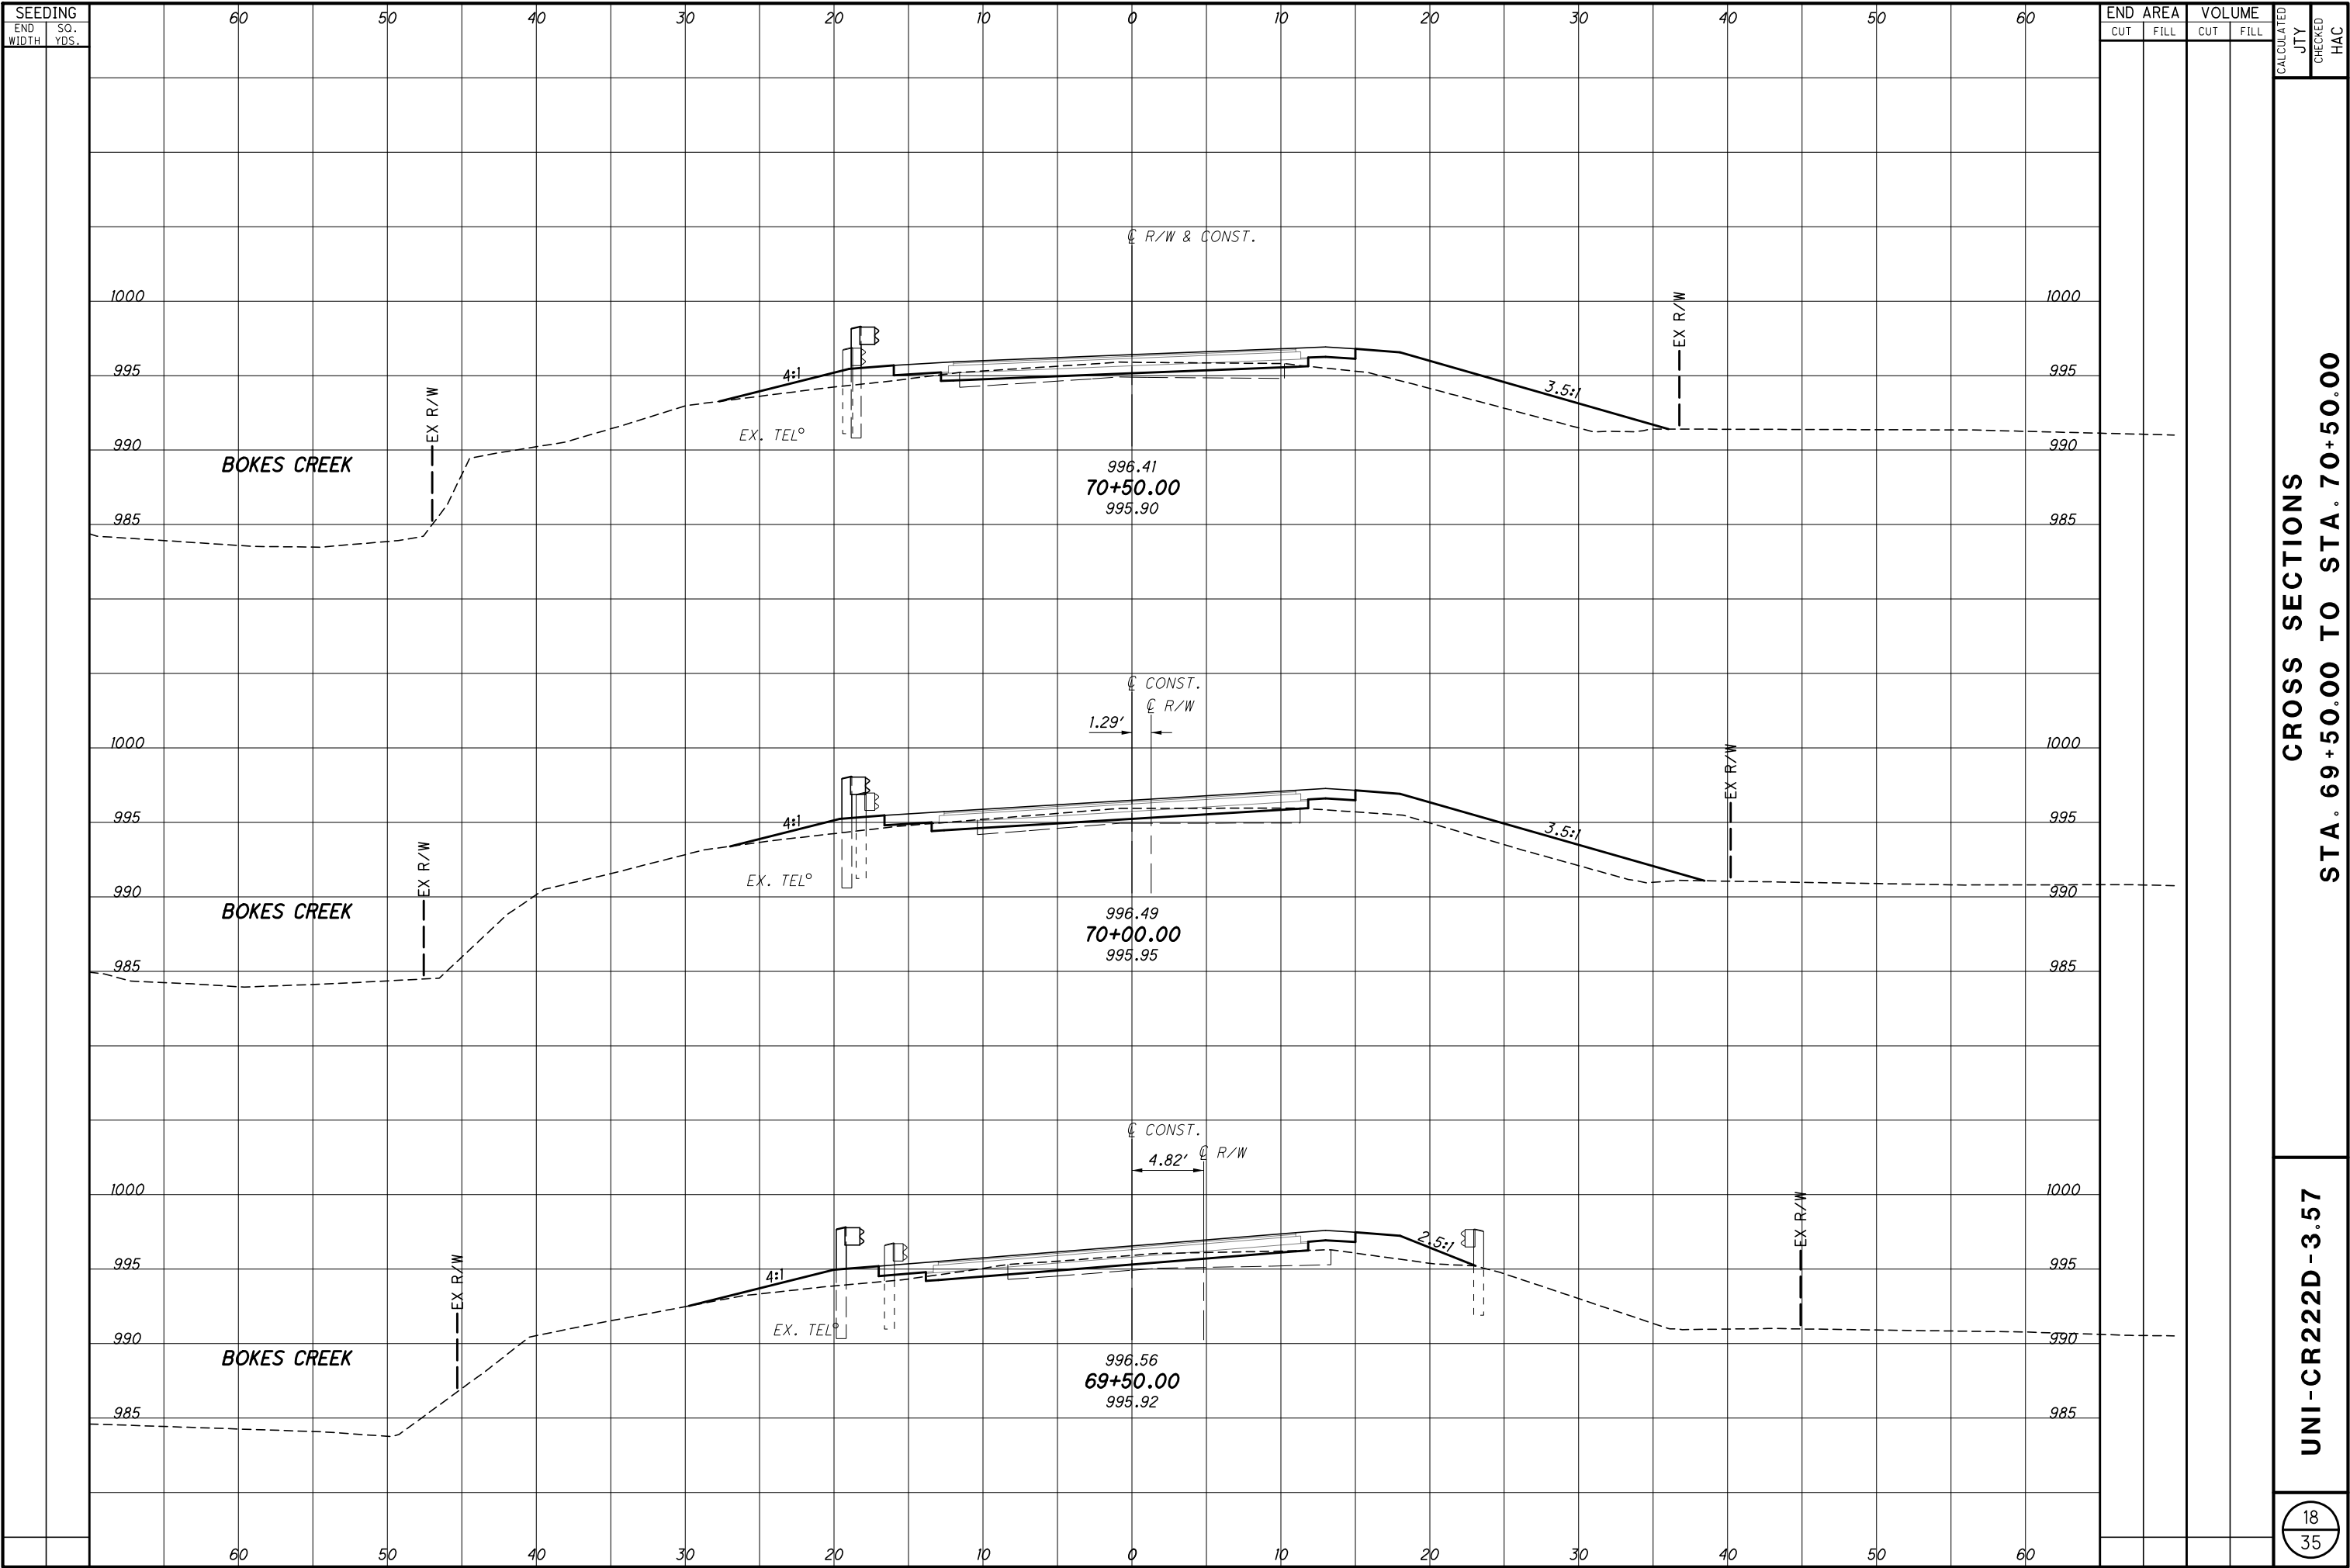 SEEDING
END WIDTH
SQ. YDS.
60 50 40 30 20 10 0 10 20 30 40 50 60
END AREA
VOLUME
CUT FILL CUT FILL
CALCULATED
JTY
CHECKED
HAC
℄ R/W & CONST.
1000 1000
EX R/W
995 4:1 3.5:1 995
EX R/W
EX. TEL
990 990
BOKES CREEK
996.41
70+50.00
995.90
985 985
℄ CONST.
℄ R/W
1.29'
1000 1000
EX R/W
995 4:1 3.5:1 995
EX R/W
EX. TEL
990 990
BOKES CREEK
996.49
70+00.00
995.95
985 985
℄ CONST.
℄ R/W
4.82'
1000 1000
EX R/W
2.5:1
995 4:1 995
EX R/W
EX. TEL
990 990
BOKES CREEK
996.56
69+50.00
995.92
985 985
60 50 40 30 20 10 0 10 20 30 40 50 60
CROSS SECTIONS
STA. 69+50.00 TO STA. 70+50.00
UNI-CR222D-3.57
18
35